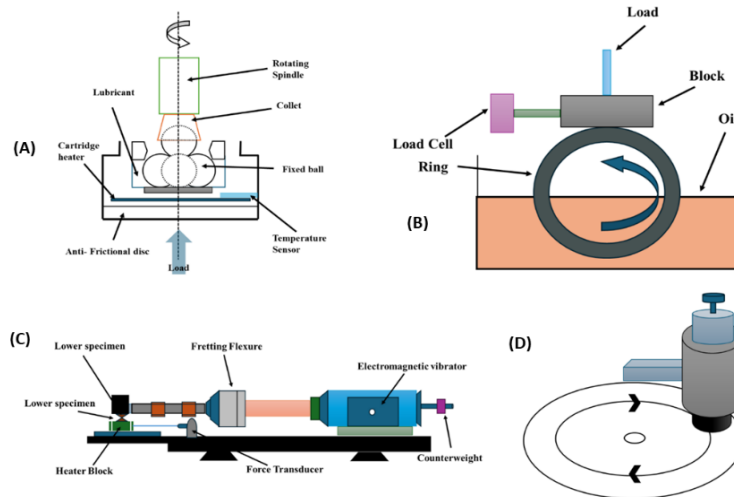 (A)
Rotating
Spindle
Lubricant
Collet
Cartridge
heater
Fixed ball
Anti- Frictional disc
Temperature
Sensor
Load
Load
Block
Load Cell
Ring
Oi
(B)
(C)
Lower specimen
Fretting Flexure
Electromagnetic vibrator
Lower specimen
Heater Block
Force Transducer
Counterweight
(D)